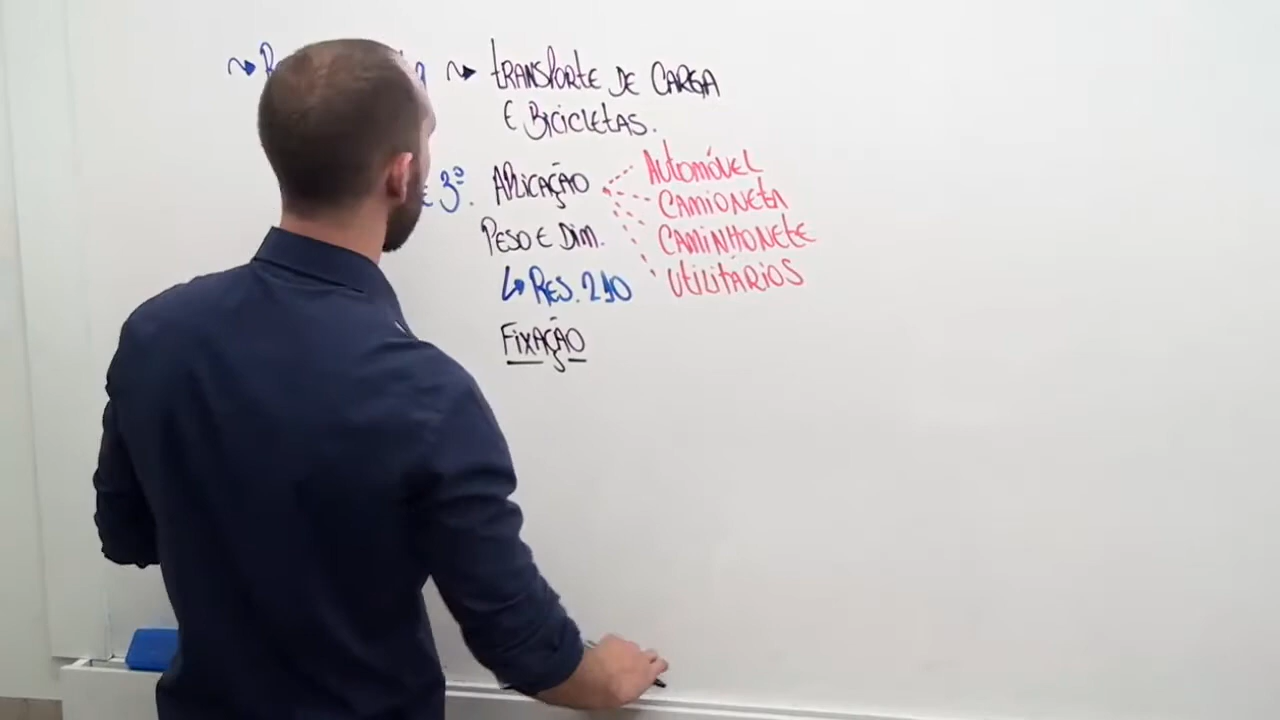 TRANSPORTE DE CARGA
E BICICLETAS.
E 3º. APLICAÇÃO
AUTOMÓVEL
CAMIONETA
CAMINHONETE
UTILITÁRIOS
PESO E DIM.
RES. 210
FIXAÇÃO